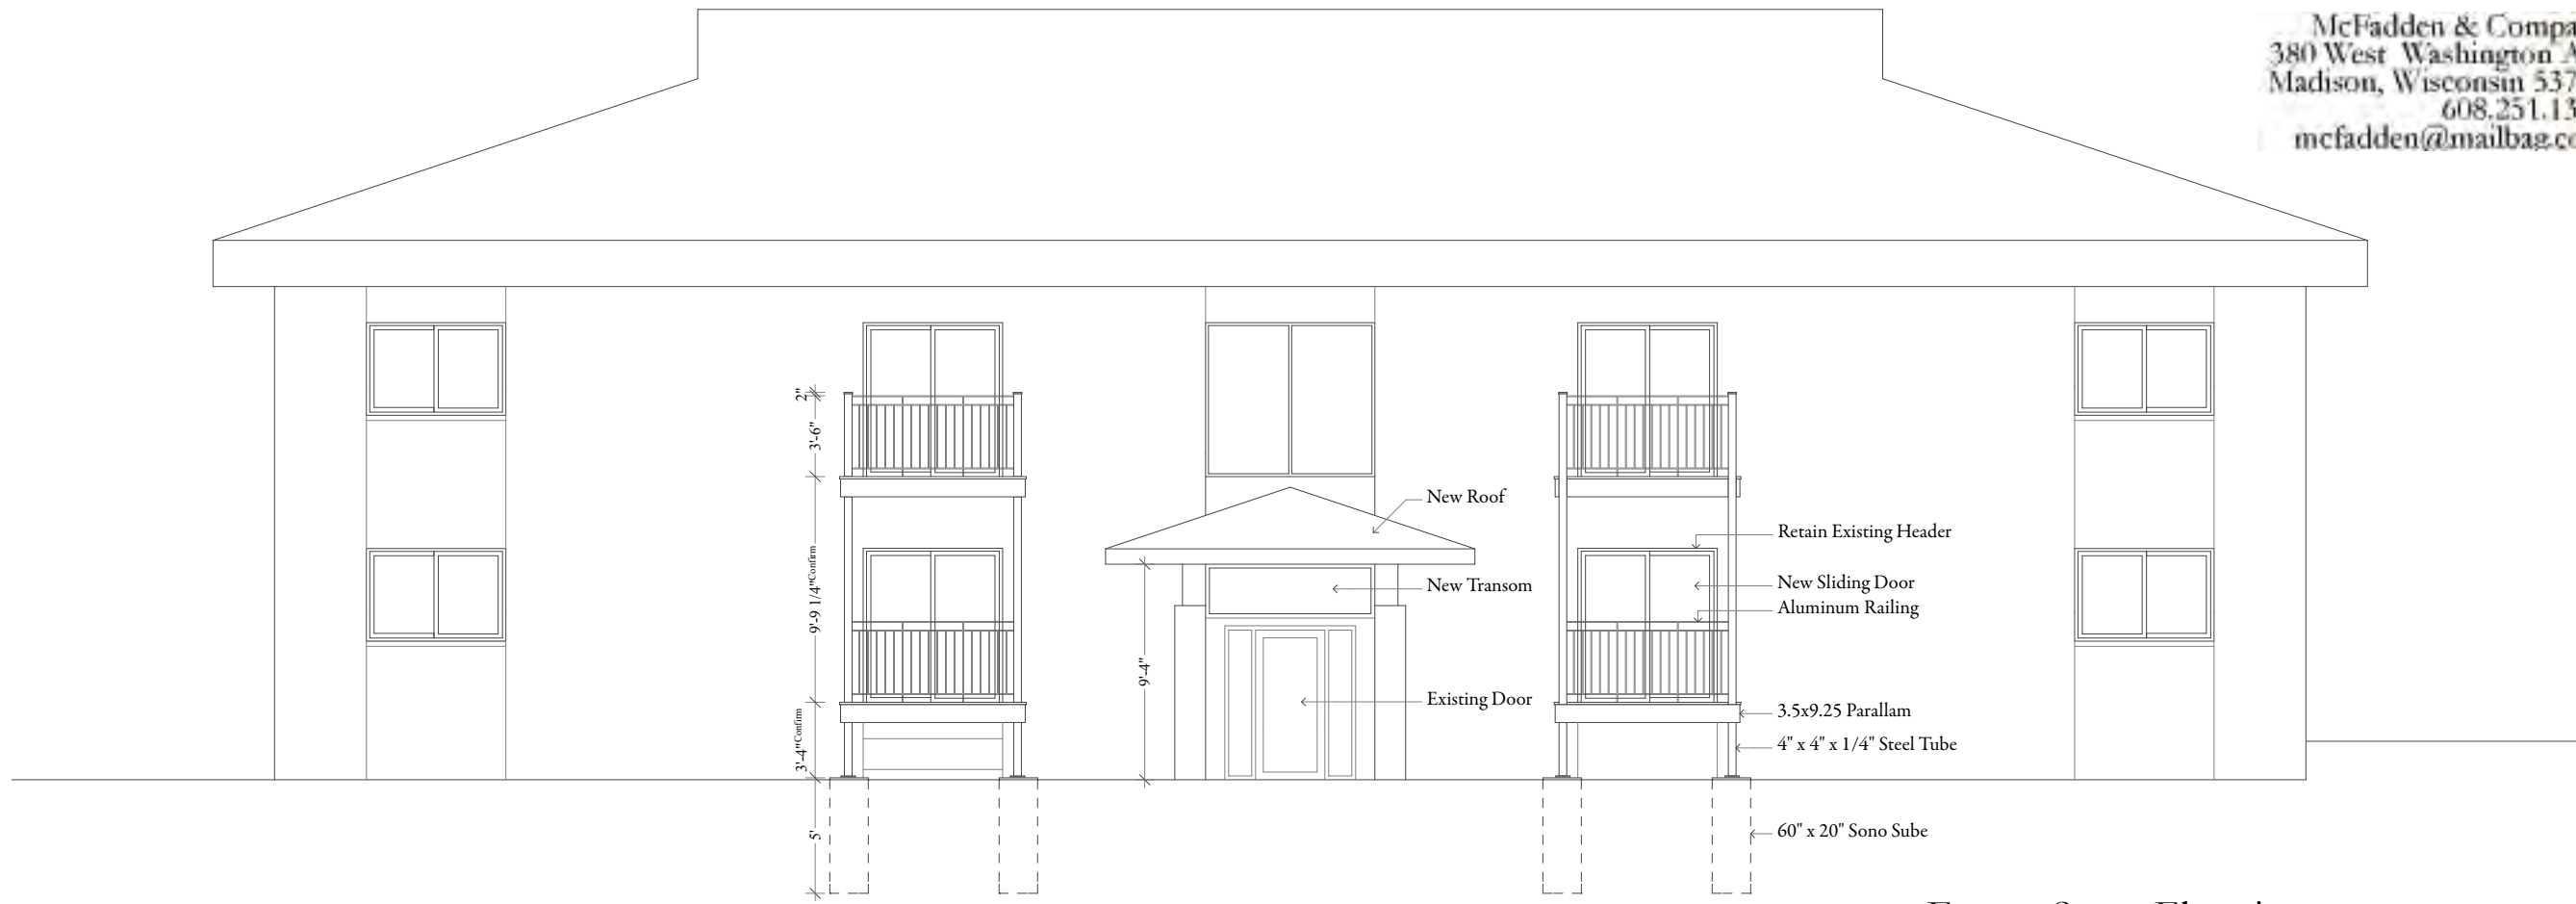 McFadden & Compa
380 West Washington A
Madison, Wisconsin 537
608.251.13
mcfadden@mailbag.co
2"
3'-6"
9'-9 1/4" Confirm
3'-4" Confirm
5'
9'-4"
New Roof
New Transom
Existing Door
Retain Existing Header
New Sliding Door
Aluminum Railing
3.5x9.25 Parallam
4" x 4" x 1/4" Steel Tube
60" x 20" Sono Sube